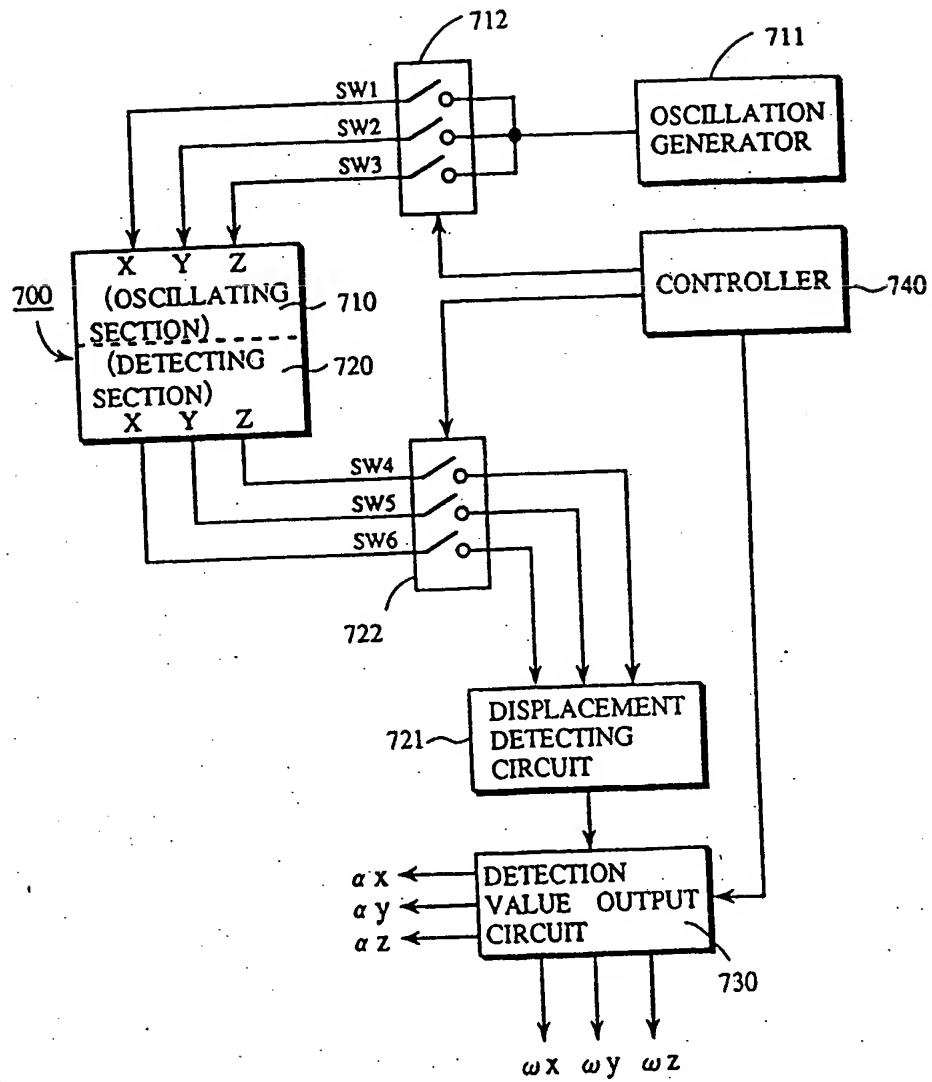 712
711
SW1
SW2
SW3
OSCILLATION
GENERATOR
X Y Z
(OSCILLATING
SECTION)
710
700
(DETECTING
SECTION)
720
X Y Z
CONTROLLER
740
SW4
SW5
SW6
722
DISPLACEMENT
DETECTING
CIRCUIT
721
DETECTION
VALUE OUTPUT
CIRCUIT
730
α x
α y
α z
ω x ω y ω z